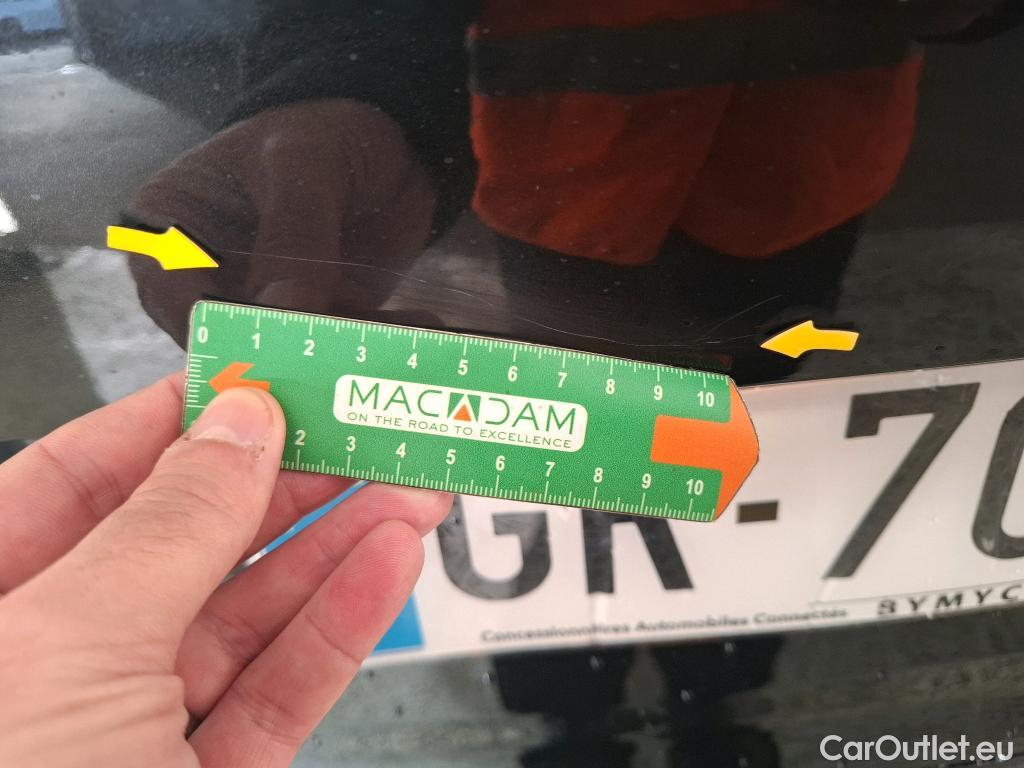 0 1 2 3 4 5 6 7 8 9 10
MACADAM
ON THE ROAD TO EXCELLENCE
2 3 4 5 6 7 8 9 10
GR-70
Concessionnaires Automobiles Connectés SYMYC
CarOutlet.eu